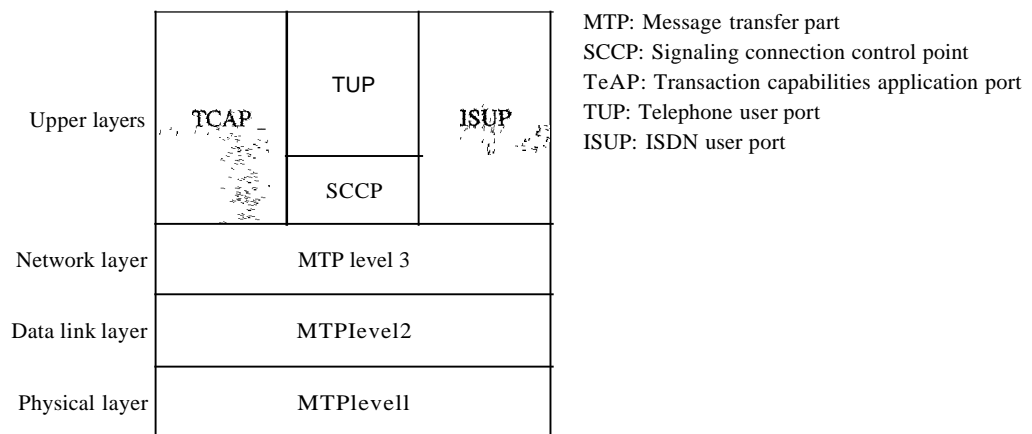 MTP: Message transfer part
SCCP: Signaling connection control point
TeAP: Transaction capabilities application port
TUP: Telephone user port
ISUP: ISDN user port
Upper layers
TCAP
TUP
ISUP
SCCP
Network layer
MTP level 3
Data link layer
MTPIevel2
Physical layer
MTPlevell